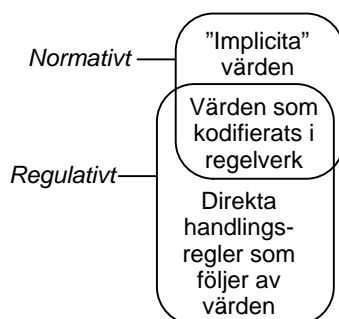 Normativt
”Implicita”
värden
Värden som
kodifierats i
regelverk
Regulativt
Direkta
handlings-
regler som
följer av
värden